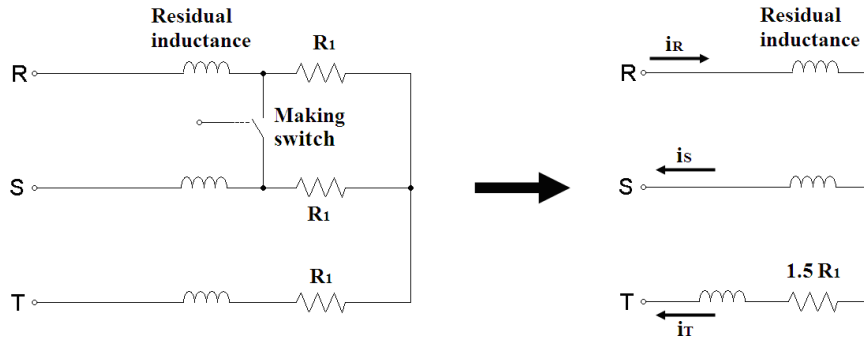 Residual
inductance
R1
R
Making
switch
S
R1
R1
T
iR
Residual
inductance
R
iS
S
1.5 R1
T
iT